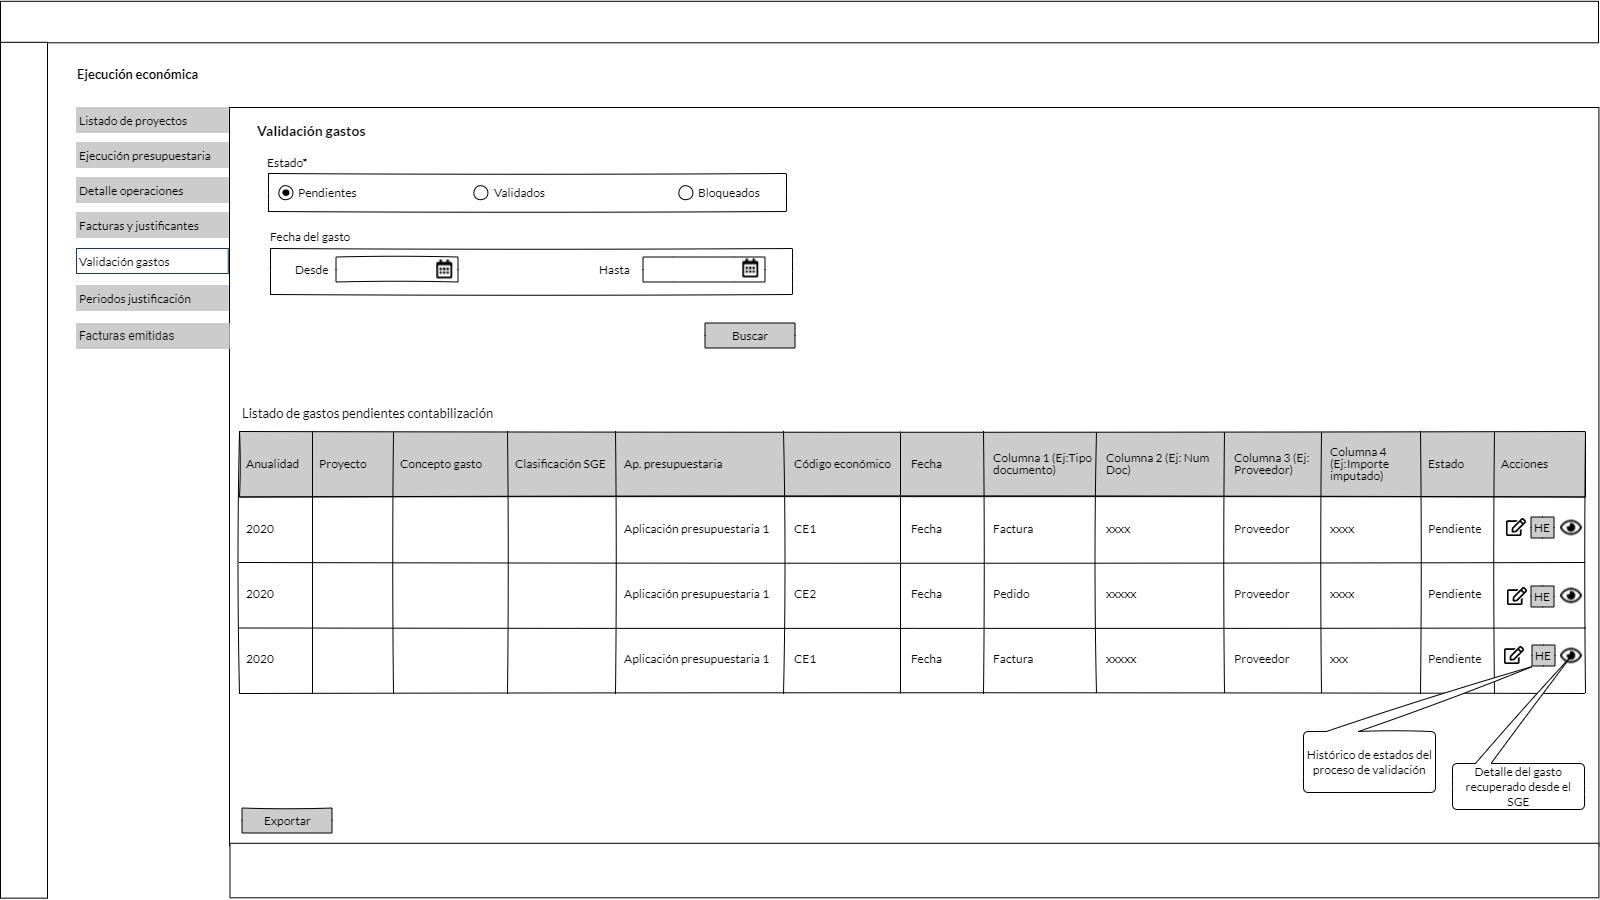 Ejecución económica
Listado de proyectos
Ejecución presupuestaria
Detalle operaciones
Facturas y justificantes
Validación gastos
Periodos justificación
Facturas emitidas
Validación gastos
Estado*
Pendientes Validados Bloqueados
Fecha del gasto
Desde Hasta
Buscar
Listado de gastos pendientes contabilización
Anualidad Proyecto Concepto gasto Clasificación SGE Ap. presupuestaria Código económico Fecha Columna 1 (Ej:Tipo documento) Columna 2 (Ej: Num Doc) Columna 3 (Ej: Proveedor) Columna 4 (Ej:Importe imputado) Estado Acciones
2020 Aplicación presupuestaria 1 CE1 Fecha Factura xxxx Proveedor xxxx Pendiente HE
2020 Aplicación presupuestaria 1 CE2 Fecha Pedido xxxxx Proveedor xxxx Pendiente HE
2020 Aplicación presupuestaria 1 CE1 Fecha Factura xxxxx Proveedor xxx Pendiente HE
Histórico de estados del
proceso de validación
Detalle del gasto
recuperado desde el
SGE
Exportar